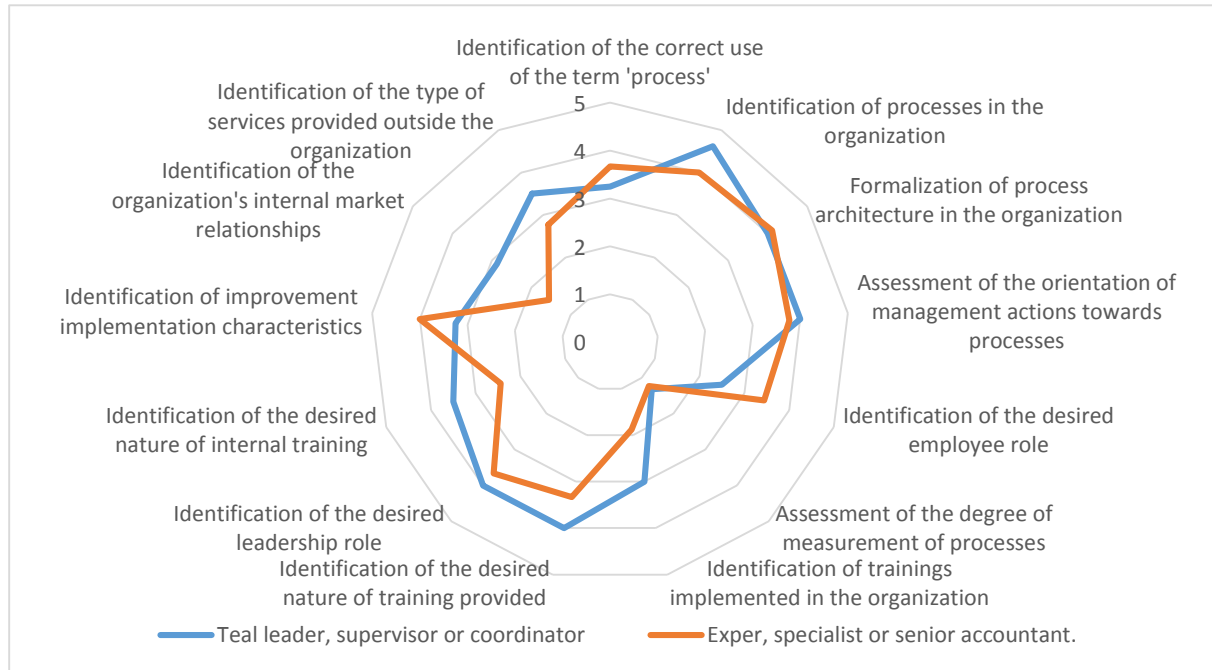 Identification of the correct use
of the term 'process'
Identification of processes in the
organization
Formalization of process
architecture in the organization
Assessment of the orientation of
management actions towards
processes
Identification of the desired
employee role
Assessment of the degree of
measurement of processes
Identification of trainings
implemented in the organization
Identification of the desired
nature of training provided
Identification of the desired
leadership role
Identification of the desired
nature of internal training
Identification of improvement
implementation characteristics
Identification of the
organization's internal market
relationships
Identification of the type of
services provided outside the
organization
5
4
3
2
1
0
Teal leader, supervisor or coordinator
Exper, specialist or senior accountant.